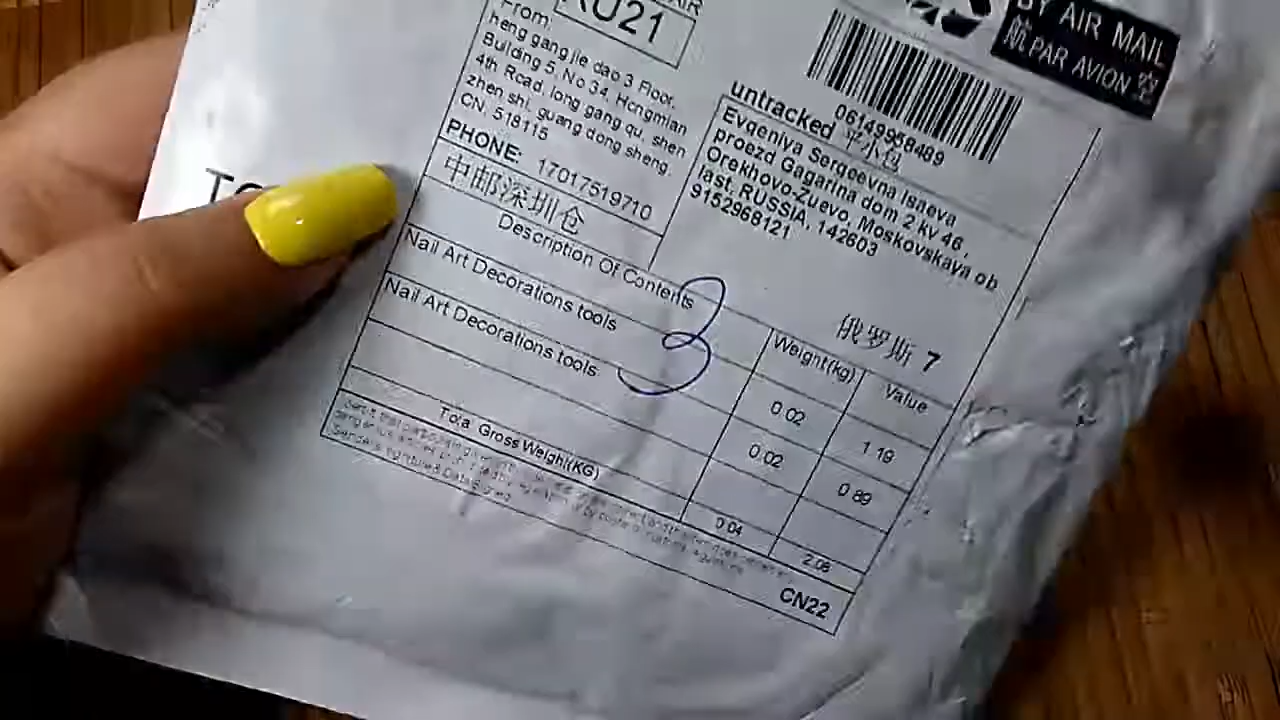 RU21
BY AIR MAIL
航 PAR AVION 空
From:
heng gang jie dao 3 Floor,
Building 5, No 34, Hongmian
4th Road, long gang qu, shen
zhen shi, guang dong sheng,
CN, 518115
PHONE: 17017519710
中邮深圳仓
06149958489
untracked 平小包
Evgeniya Sergeevna Isaeva
proezd Gagarina dom 2 kv 46,
Orekhovo-Zuevo, Moskovskaya ob
last, RUSSIA, 142603
9152968121
俄罗斯 7
To
Description Of Contents
Weight(kg)
Value
Nail Art Decorations tools
0.02
1.19
Nail Art Decorations tools
0.02
0.89
3
Total Gross Weight(KG)
0.04
2.08
CN22